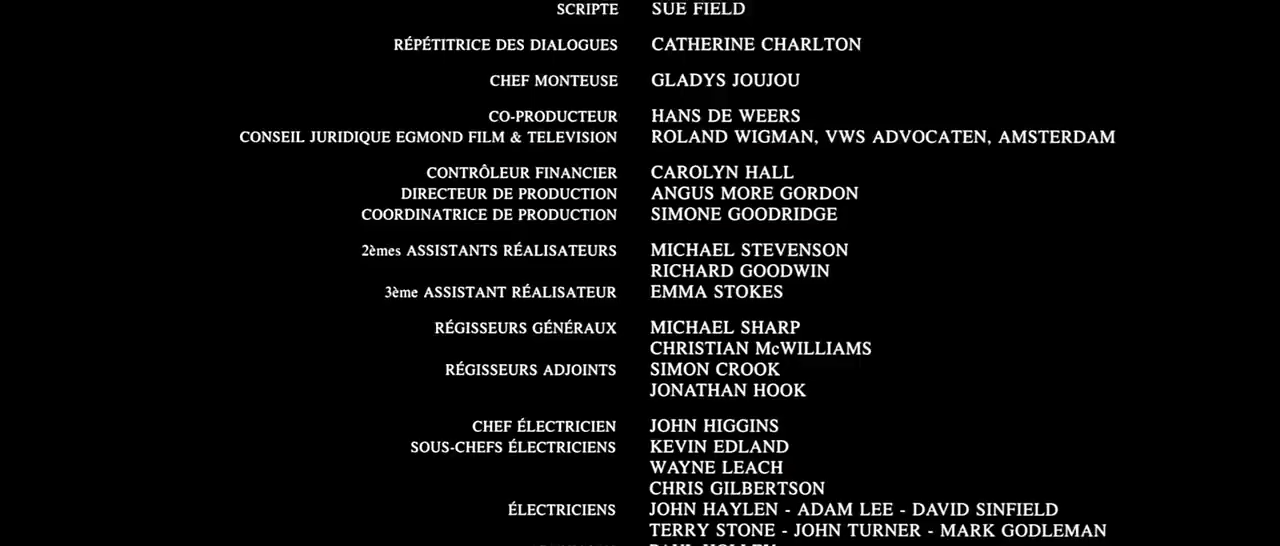 SCRIPTE SUE FIELD
RÉPÉTITRICE DES DIALOGUES CATHERINE CHARLTON
CHEF MONTEUSE GLADYS JOUJOU
CO-PRODUCTEUR HANS DE WEERS
CONSEIL JURIDIQUE EGMOND FILM & TELEVISION ROLAND WIGMAN, VWS ADVOCATEN, AMSTERDAM
CONTRÔLEUR FINANCIER CAROLYN HALL
DIRECTEUR DE PRODUCTION ANGUS MORE GORDON
COORDINATRICE DE PRODUCTION SIMONE GOODRIDGE
2èmes ASSISTANTS RÉALISATEURS MICHAEL STEVENSON
RICHARD GOODWIN
3ème ASSISTANT RÉALISATEUR EMMA STOKES
RÉGISSEURS GÉNÉRAUX MICHAEL SHARP
CHRISTIAN McWILLIAMS
RÉGISSEURS ADJOINTS SIMON CROOK
JONATHAN HOOK
CHEF ÉLECTRICIEN JOHN HIGGINS
SOUS-CHEFS ÉLECTRICIENS KEVIN EDLAND
WAYNE LEACH
CHRIS GILBERTSON
ÉLECTRICIENS JOHN HAYLEN - ADAM LEE - DAVID SINFIELD
TERRY STONE - JOHN TURNER - MARK GODLEMAN